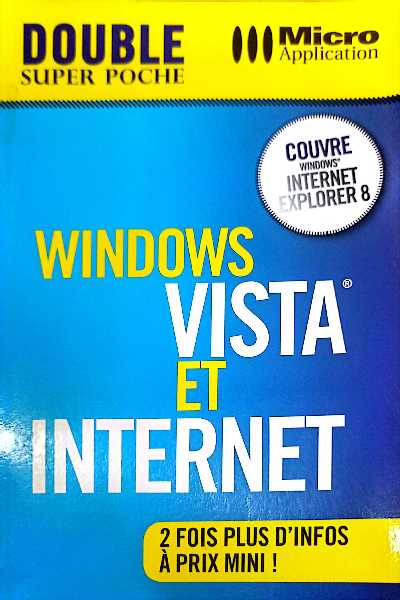 DOUBLE
SUPER POCHE
Micro
Application
COUVRE
WINDOWS®
INTERNET
EXPLORER 8
WINDOWS
VISTA®
ET
INTERNET
2 FOIS PLUS D'INFOS
À PRIX MINI !